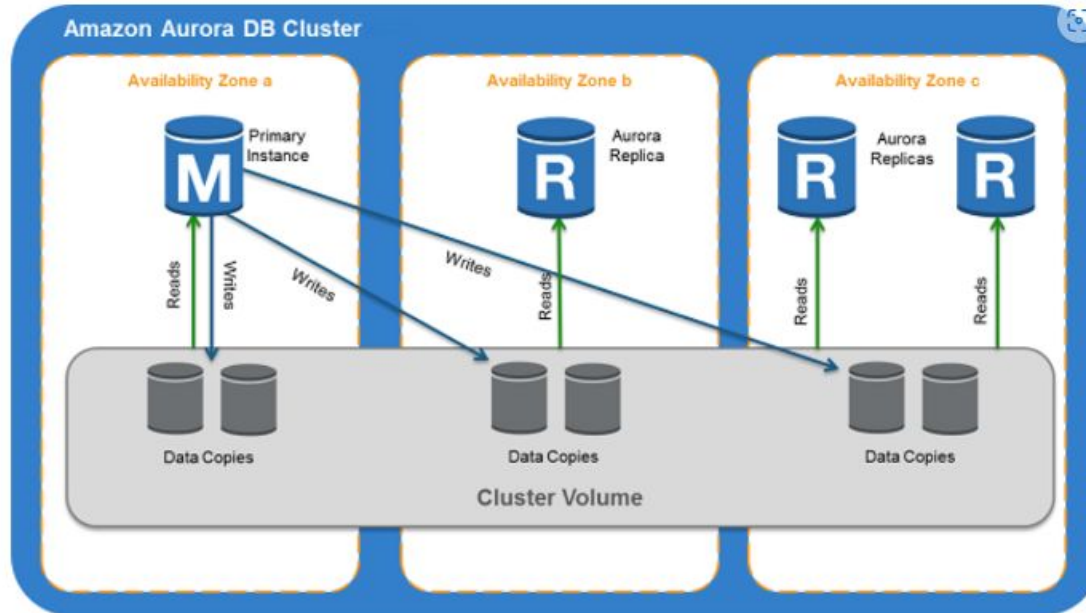 Amazon Aurora DB Cluster
Availability Zone a
Availability Zone b
Availability Zone c
M
Primary
Instance
R
Aurora
Replica
R
Aurora
Replicas
R
Reads
Writes
Writes
Writes
Reads
Reads
Reads
Data Copies
Data Copies
Data Copies
Cluster Volume